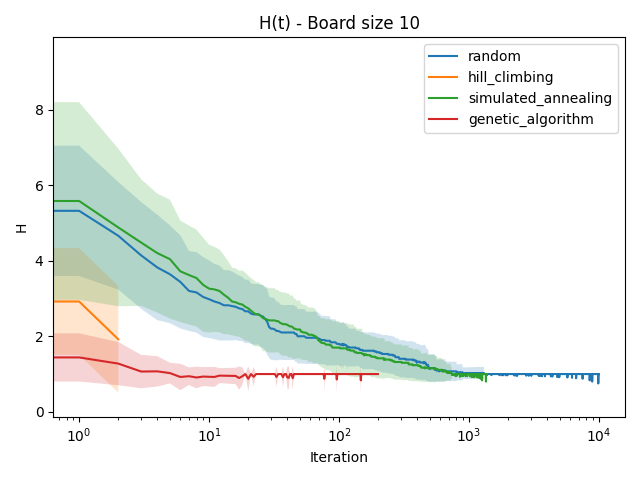 H(t) - Board size 10
random
hill_climbing
simulated_annealing
genetic_algorithm
H
8
6
4
2
0
10⁰
10¹
10²
10³
10⁴
Iteration